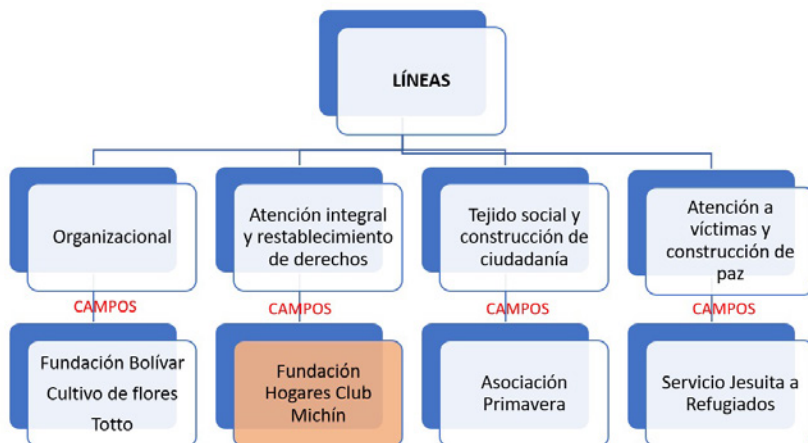 LÍNEAS
Organizacional
Atención integral
y restablecimiento
de derechos
Tejido social y
construcción de
ciudadanía
Atención a
víctimas y
construcción de
paz
CAMPOS
CAMPOS
CAMPOS
CAMPOS
Fundación Bolívar
Cultivo de flores
Totto
Fundación
Hogares Club
Michín
Asociación
Primavera
Servicio Jesuita a
Refugiados